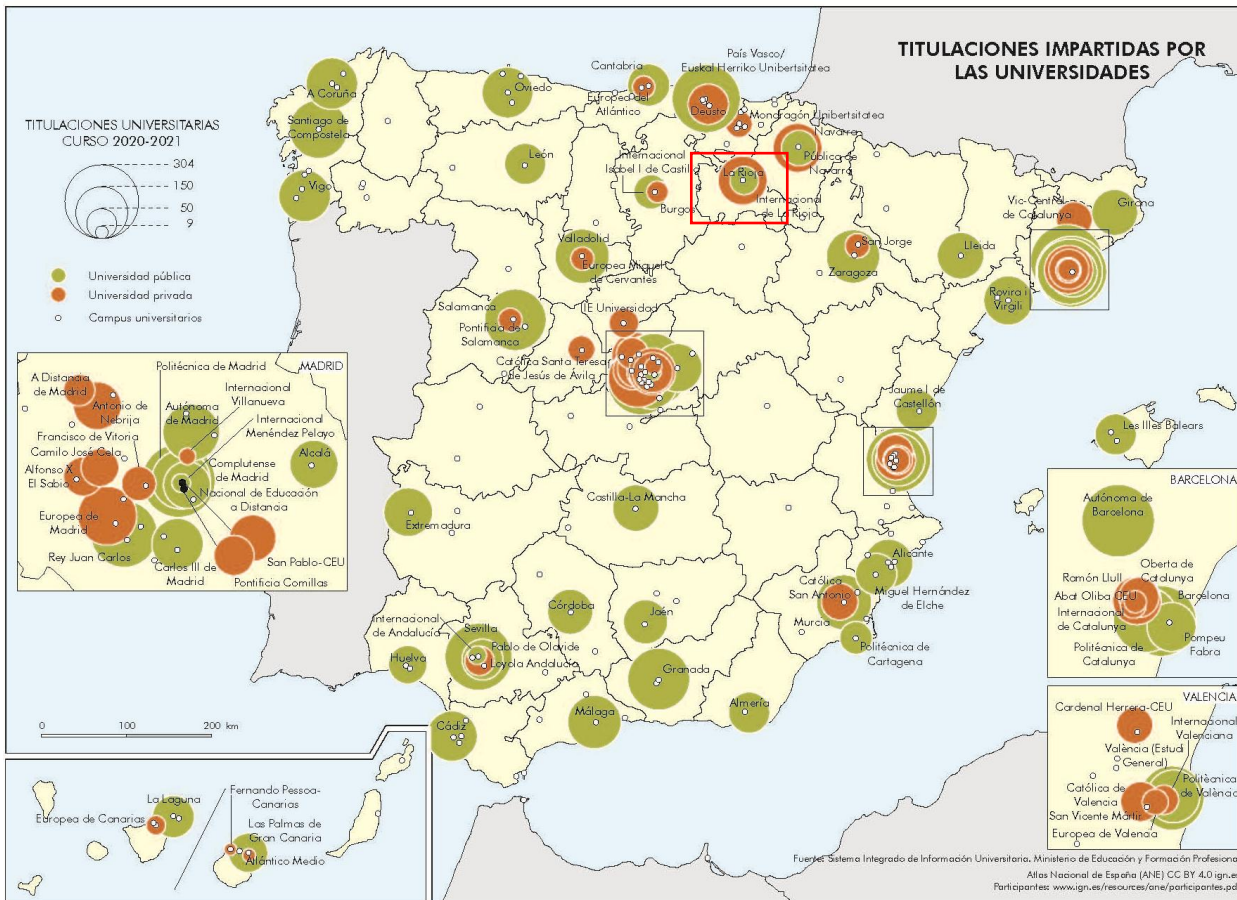 TITULACIONES IMPARTIDAS POR
LAS UNIVERSIDADES
TITULACIONES UNIVERSITARIAS
CURSO 2020-2021
304
150
50
9
Universidad pública
Universidad privada
Campus universitarios
A Coruña
Santiago de
Compostela
Vigo
Oviedo
León
Cantabria
Europea del
Atlántico
País Vasco/
Euskal Herriko Unibertsitatea
Deusto
Mondragón Unibertsitatea
Navarra
Pública de
Navarra
Internacional
Isabel I de Castilla
Burgos
La Rioja
Internacional
de La Rioja
Valladolid
Europea Miguel
de Cervantes
San Jorge
Zaragoza
Lleida
Vic-Central
de Catalunya
Girona
Rovira i
Virgili
Salamanca
Pontificia de
Salamanca
IE Universidad
Católica Santa Teresa
de Jesús de Ávila
Jaume I de
Castellón
Les Illes Balears
Castilla-La Mancha
Extremadura
Alicante
Miguel Hernández
de Elche
Católica
San Antonio
Murcia
Politécnica de
Cartagena
Córdoba
Jaén
Internacional
de Andalucía
Sevilla
Pablo de Olavide
Loyola Andalucía
Huelva
Granada
Almería
Málaga
Cádiz
0 100 200 km
MADRID
Politécnica de Madrid
A Distancia
de Madrid
Antonio de
Nebrija
Autónoma
de Madrid
Internacional
Villanueva
Internacional
Menéndez Pelayo
Francisco de Vitoria
Camilo José Cela
Alfonso X
El Sabio
Alcalá
Complutense
de Madrid
Nacional de Educación
a Distancia
Europea de
Madrid
Rey Juan Carlos
Carlos III de
Madrid
San Pablo-CEU
Pontificia Comillas
BARCELONA
Autónoma de
Barcelona
Oberta de
Catalunya
Ramón Llull
Abat Oliba CEU
Barcelona
Internacional
de Catalunya
Politécnica de
Catalunya
Pompeu
Fabra
VALENCIA
Cardenal Herrera-CEU
Internacional
Valenciana
València (Estudi
General)
Politècnica
de València
Católica de
Valencia
San Vicente Mártir
Europea de Valencia
La Laguna
Europea de Canarias
Fernando Pessoa-
Canarias
Las Palmas de
Gran Canaria
Atlántico Medio
Fuente: Sistema Integrado de Información Universitaria. Ministerio de Educación y Formación Profesional
Atlas Nacional de España (ANE) CC BY 4.0 ign.es
Participantes: www.ign.es/resources/ane/participantes.pd